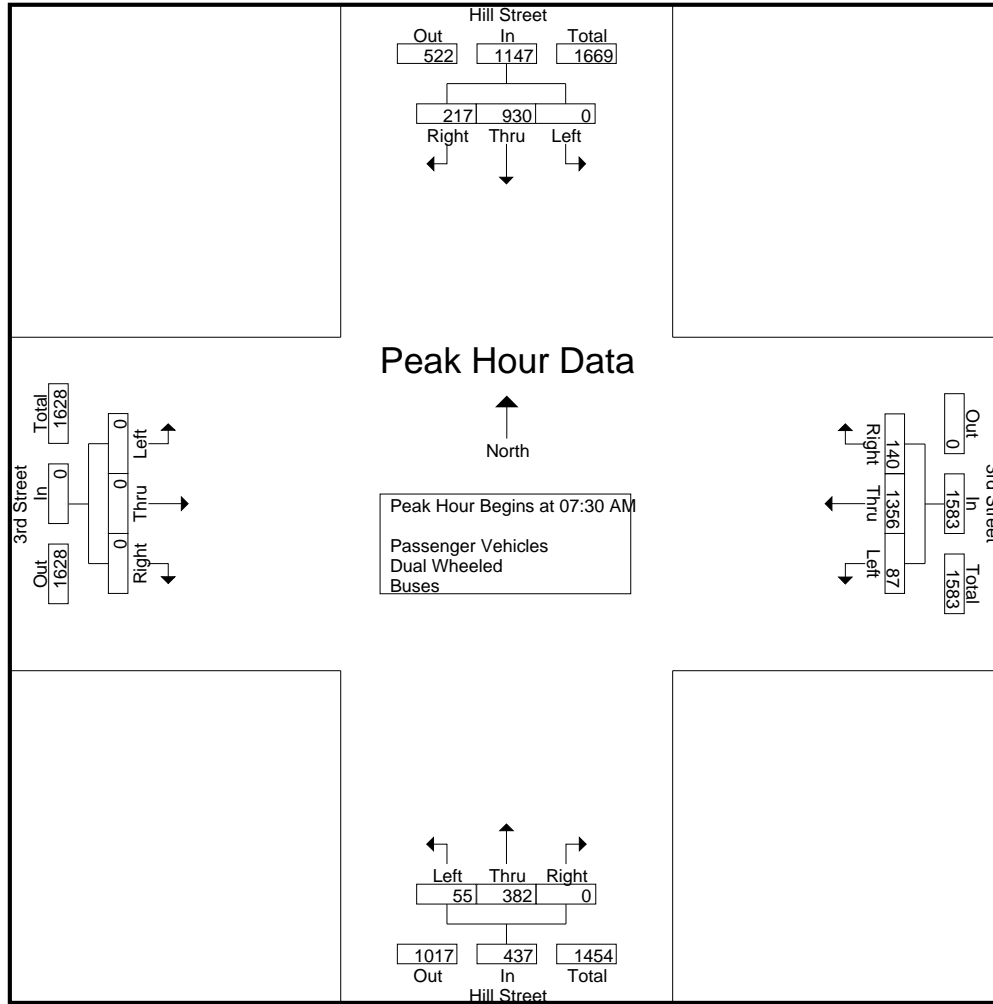 Hill Street
Out In Total
522 1147 1669
217 930 0
Right Thru Left
Peak Hour Data
North
Peak Hour Begins at 07:30 AM
Passenger Vehicles
Dual Wheeled
Buses
3rd Street
Total In Out
1628 0 1628
0 0 0
Left Thru Right
3rd Street
Out In Total
0 1583 1583
140 1356 87
Right Thru Left
Left Thru Right
55 382 0
1017 437 1454
Out In Total
Hill Street